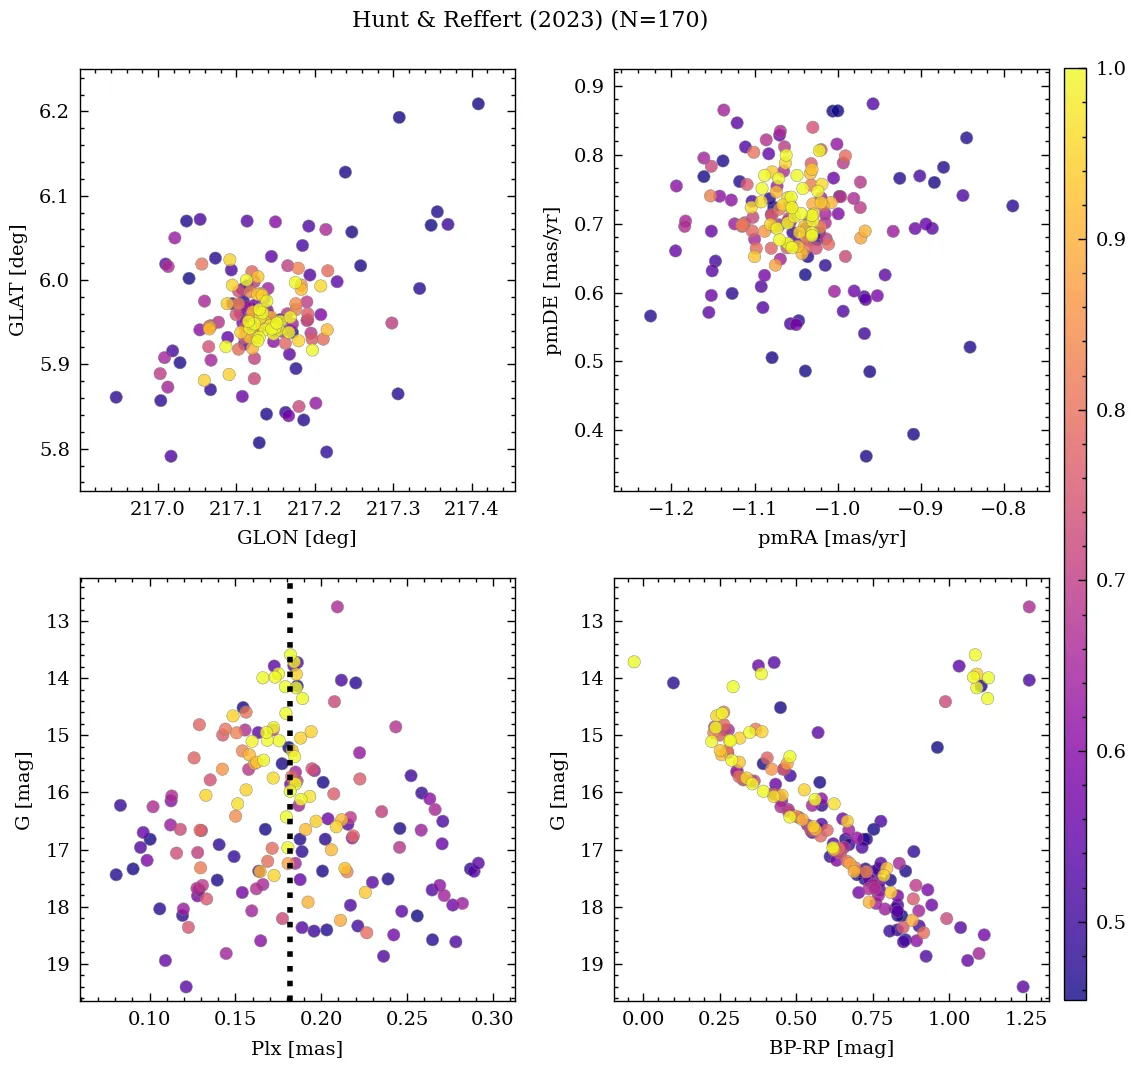 Hunt & Reffert (2023) (N=170)
6.2
6.1
6.0
5.9
5.8
GLAT [deg]
217.0 217.1 217.2 217.3 217.4
GLON [deg]
0.9
0.8
0.7
0.6
0.5
0.4
pmDE [mas/yr]
−1.2 −1.1 −1.0 −0.9 −0.8
pmRA [mas/yr]
1.0
0.9
0.8
0.7
0.6
0.5
13
14
15
16
17
18
19
G [mag]
0.10 0.15 0.20 0.25 0.30
Plx [mas]
13
14
15
16
17
18
19
G [mag]
0.00 0.25 0.50 0.75 1.00 1.25
BP-RP [mag]